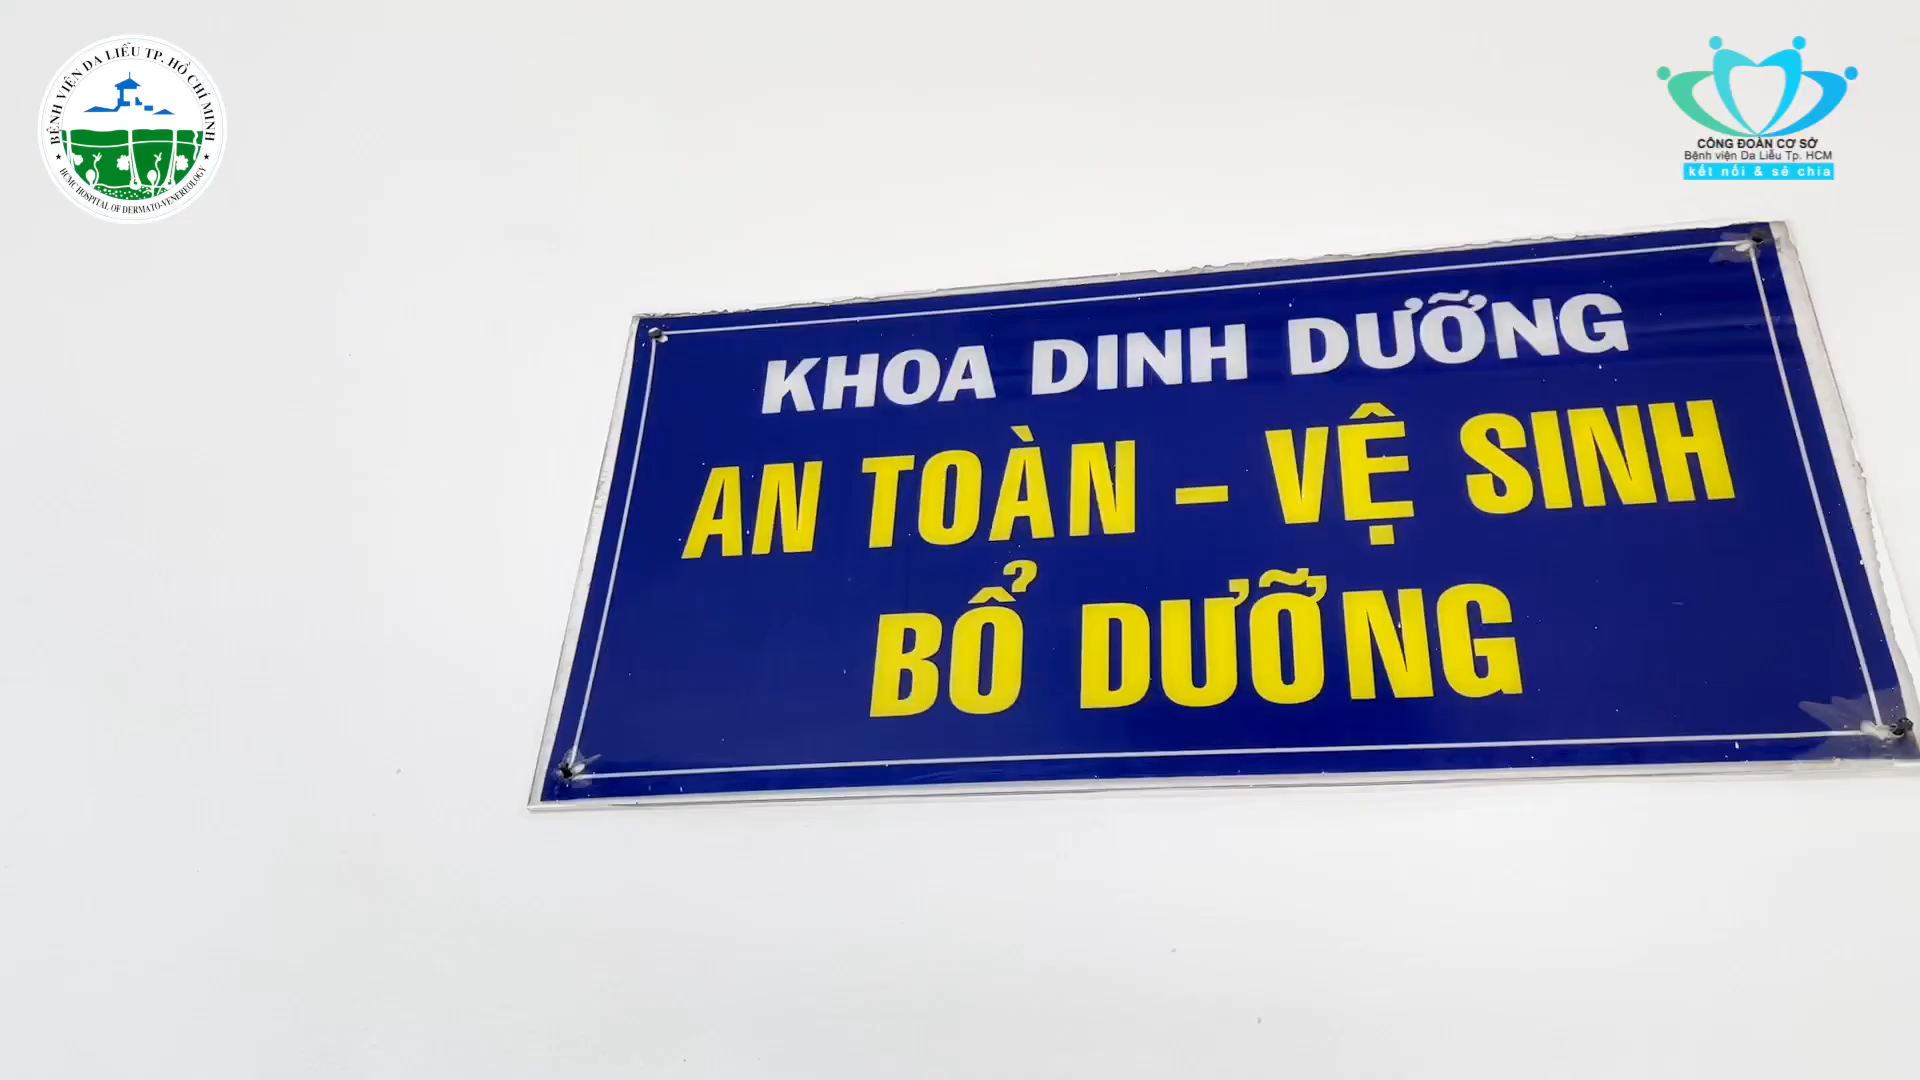 BỆNH VIỆN DA LIỄU TP. HỒ CHÍ MINH
HCMC HOSPITAL OF DERMATO-VENEREOLOGY
CÔNG ĐOÀN CƠ SỞ
Bệnh viện Da Liễu Tp. HCM
kết nối & sẻ chia
KHOA DINH DƯỠNG
AN TOÀN - VỆ SINH
BỔ DƯỠNG